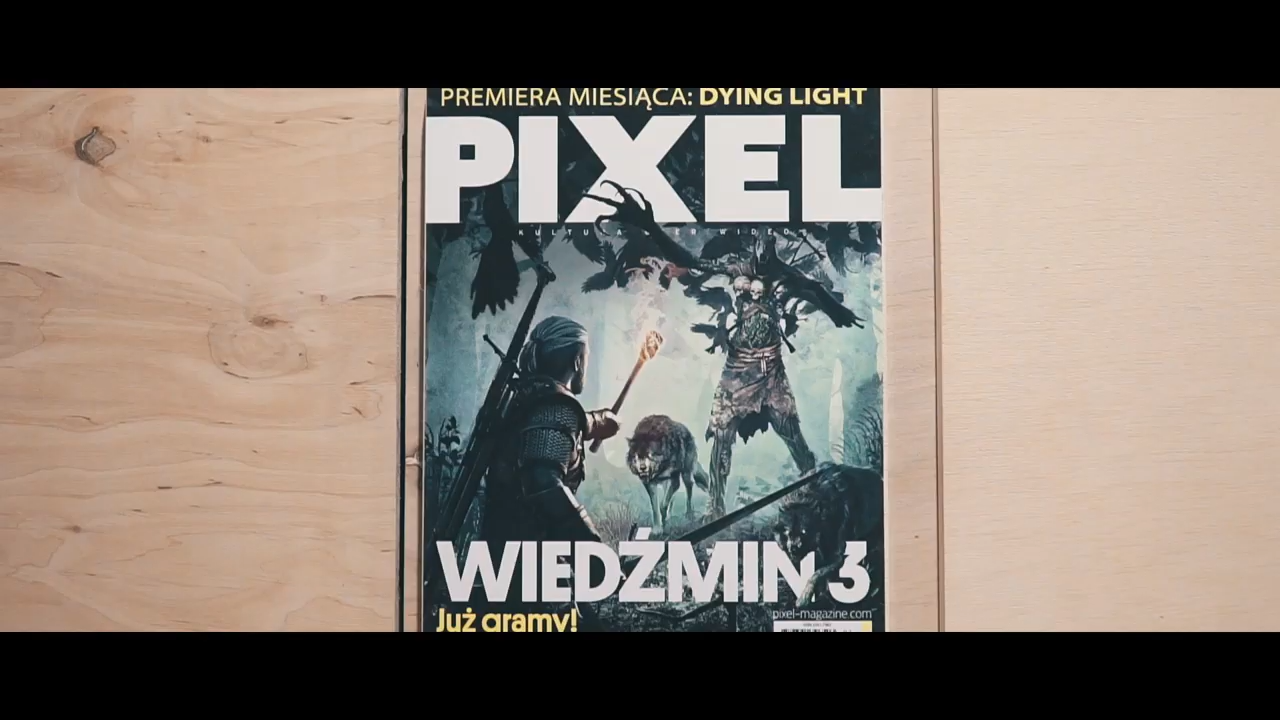 PREMIERA MIESIĄCA: DYING LIGHT
PIXEL
WIEDŹMIN 3
Już gramy!
pixel-magazine.com